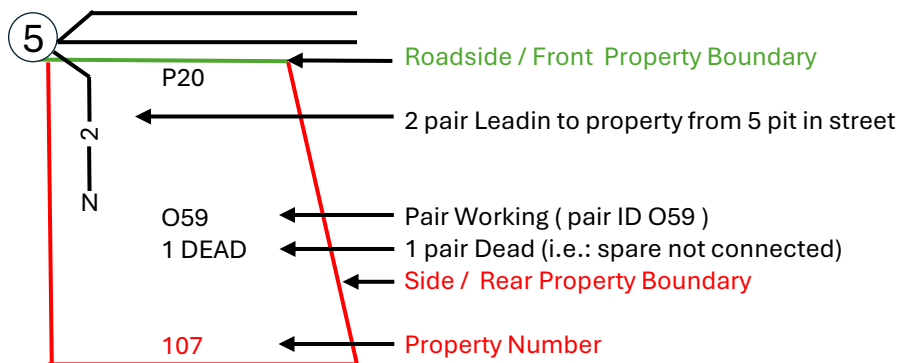 5
Roadside / Front Property Boundary
P20
2 pair Leadin to property from 5 pit in street
2
N
O59
Pair Working ( pair ID O59 )
1 DEAD
1 pair Dead (i.e.: spare not connected)
Side / Rear Property Boundary
107
Property Number